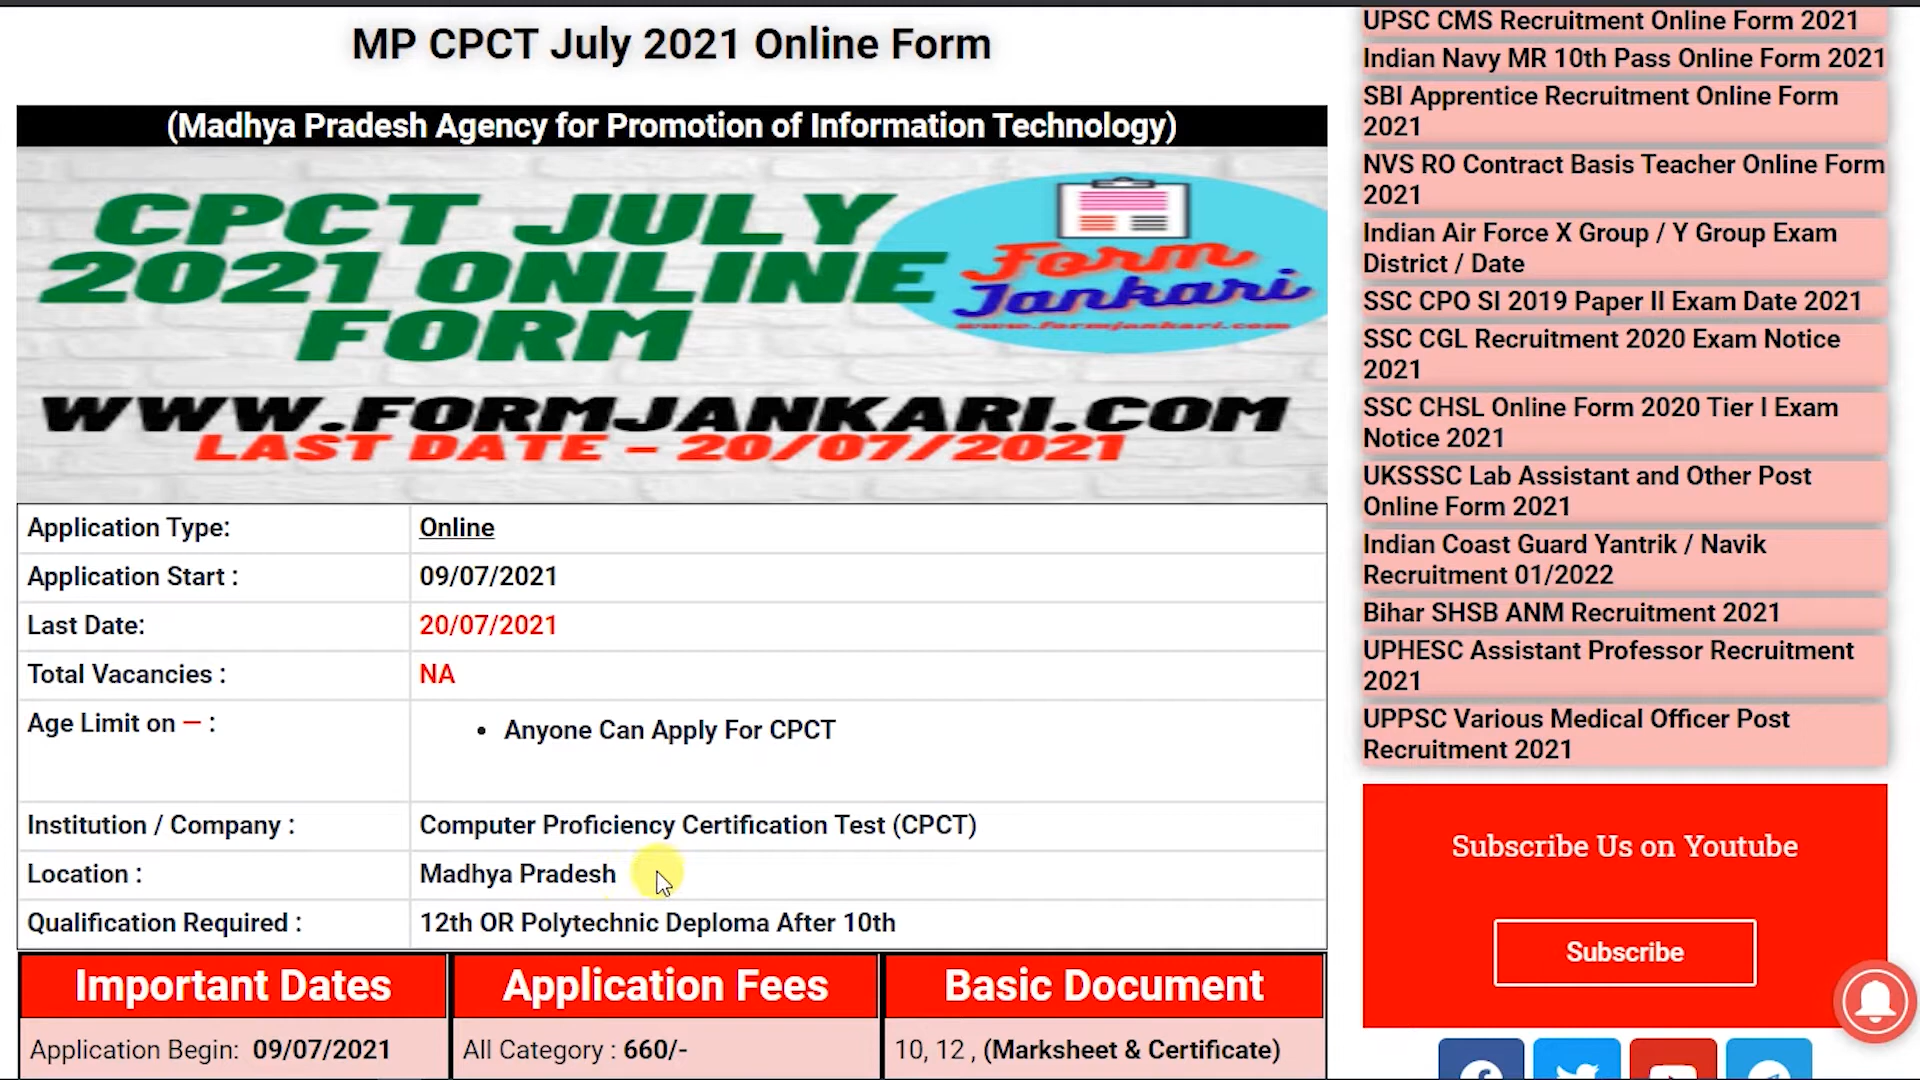 MP CPCT July 2021 Online Form
(Madhya Pradesh Agency for Promotion of Information Technology)
CPCT JULY
2021 ONLINE
FORM
Form
Jankari
www.formjankari.com
WWW.FORMJANKARI.COM
LAST DATE - 20/07/2021
Application Type: Online
Application Start : 09/07/2021
Last Date: 20/07/2021
Total Vacancies : NA
Age Limit on — : • Anyone Can Apply For CPCT
Institution / Company : Computer Proficiency Certification Test (CPCT)
Location : Madhya Pradesh
Qualification Required : 12th OR Polytechnic Deploma After 10th
Important Dates Application Fees Basic Document
Application Begin: 09/07/2021 All Category : 660/- 10, 12 , (Marksheet & Certificate)
UPSC CMS Recruitment Online Form 2021
Indian Navy MR 10th Pass Online Form 2021
SBI Apprentice Recruitment Online Form
2021
NVS RO Contract Basis Teacher Online Form
2021
Indian Air Force X Group / Y Group Exam
District / Date
SSC CPO SI 2019 Paper II Exam Date 2021
SSC CGL Recruitment 2020 Exam Notice
2021
SSC CHSL Online Form 2020 Tier I Exam
Notice 2021
UKSSSC Lab Assistant and Other Post
Online Form 2021
Indian Coast Guard Yantrik / Navik
Recruitment 01/2022
Bihar SHSB ANM Recruitment 2021
UPHESC Assistant Professor Recruitment
2021
UPPSC Various Medical Officer Post
Recruitment 2021
Subscribe Us on Youtube
Subscribe